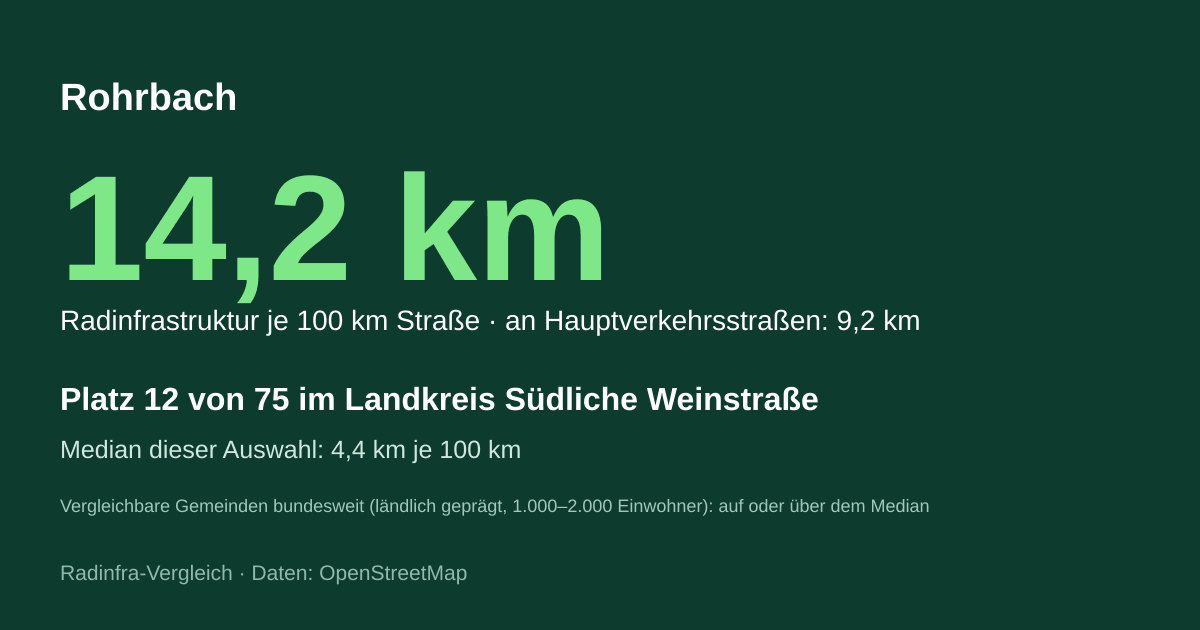 Rohrbach
14,2 km
Radinfrastruktur je 100 km Straße · an Hauptverkehrsstraßen: 9,2 km
Platz 12 von 75 im Landkreis Südliche Weinstraße
Median dieser Auswahl: 4,4 km je 100 km
Vergleichbare Gemeinden bundesweit (ländlich geprägt, 1.000–2.000 Einwohner): auf oder über dem Median
Radinfra-Vergleich · Daten: OpenStreetMap